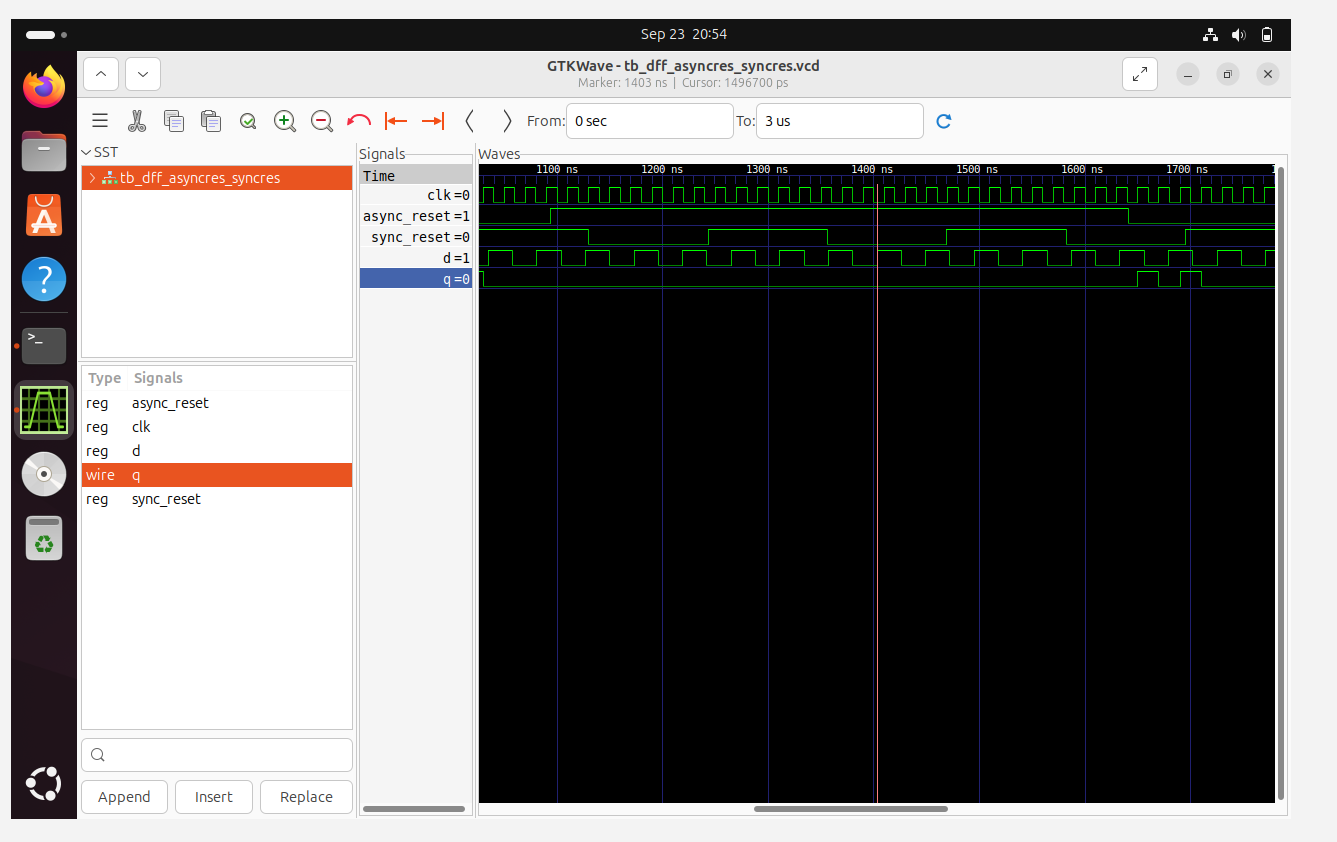 Sep 23 20:54
GTKWave - tb_dff_asyncres_syncres.vcd
Marker: 1403 ns | Cursor: 1496700 ps
From: 0 sec To: 3 us
SST
tb_dff_asyncres_syncres
Type Signals
reg async_reset
reg clk
reg d
wire q
reg sync_reset
Append Insert Replace
Signals
Time
clk=0
async_reset=1
sync_reset=0
d=1
q=0
Waves
1100 ns 1200 ns 1300 ns 1400 ns 1500 ns 1600 ns 1700 ns